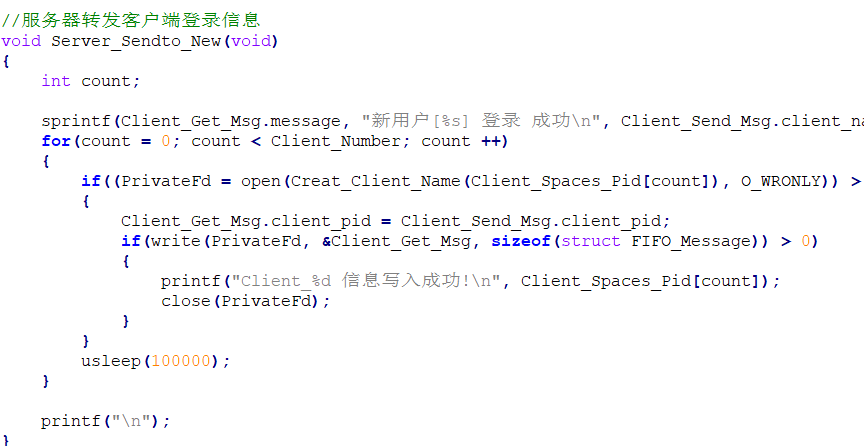 //服务器转发客户端登录信息
void Server_Sendto_New(void)
{
    int count;
    sprintf(Client_Get_Msg.message, "新用户[%s] 登录 成功\n", Client_Send_Msg.client_na
    for(count = 0; count < Client_Number; count ++)
    {
        if((PrivateFd = open(Creat_Client_Name(Client_Spaces_Pid[count]), O_WRONLY)) >
        {
            Client_Get_Msg.client_pid = Client_Send_Msg.client_pid;
            if(write(PrivateFd, &Client_Get_Msg, sizeof(struct FIFO_Message)) > 0)
            {
                printf("Client_%d 信息写入成功!\n", Client_Spaces_Pid[count]);
                close(PrivateFd);
            }
        }
        usleep(100000);
    }
    printf("\n");
}